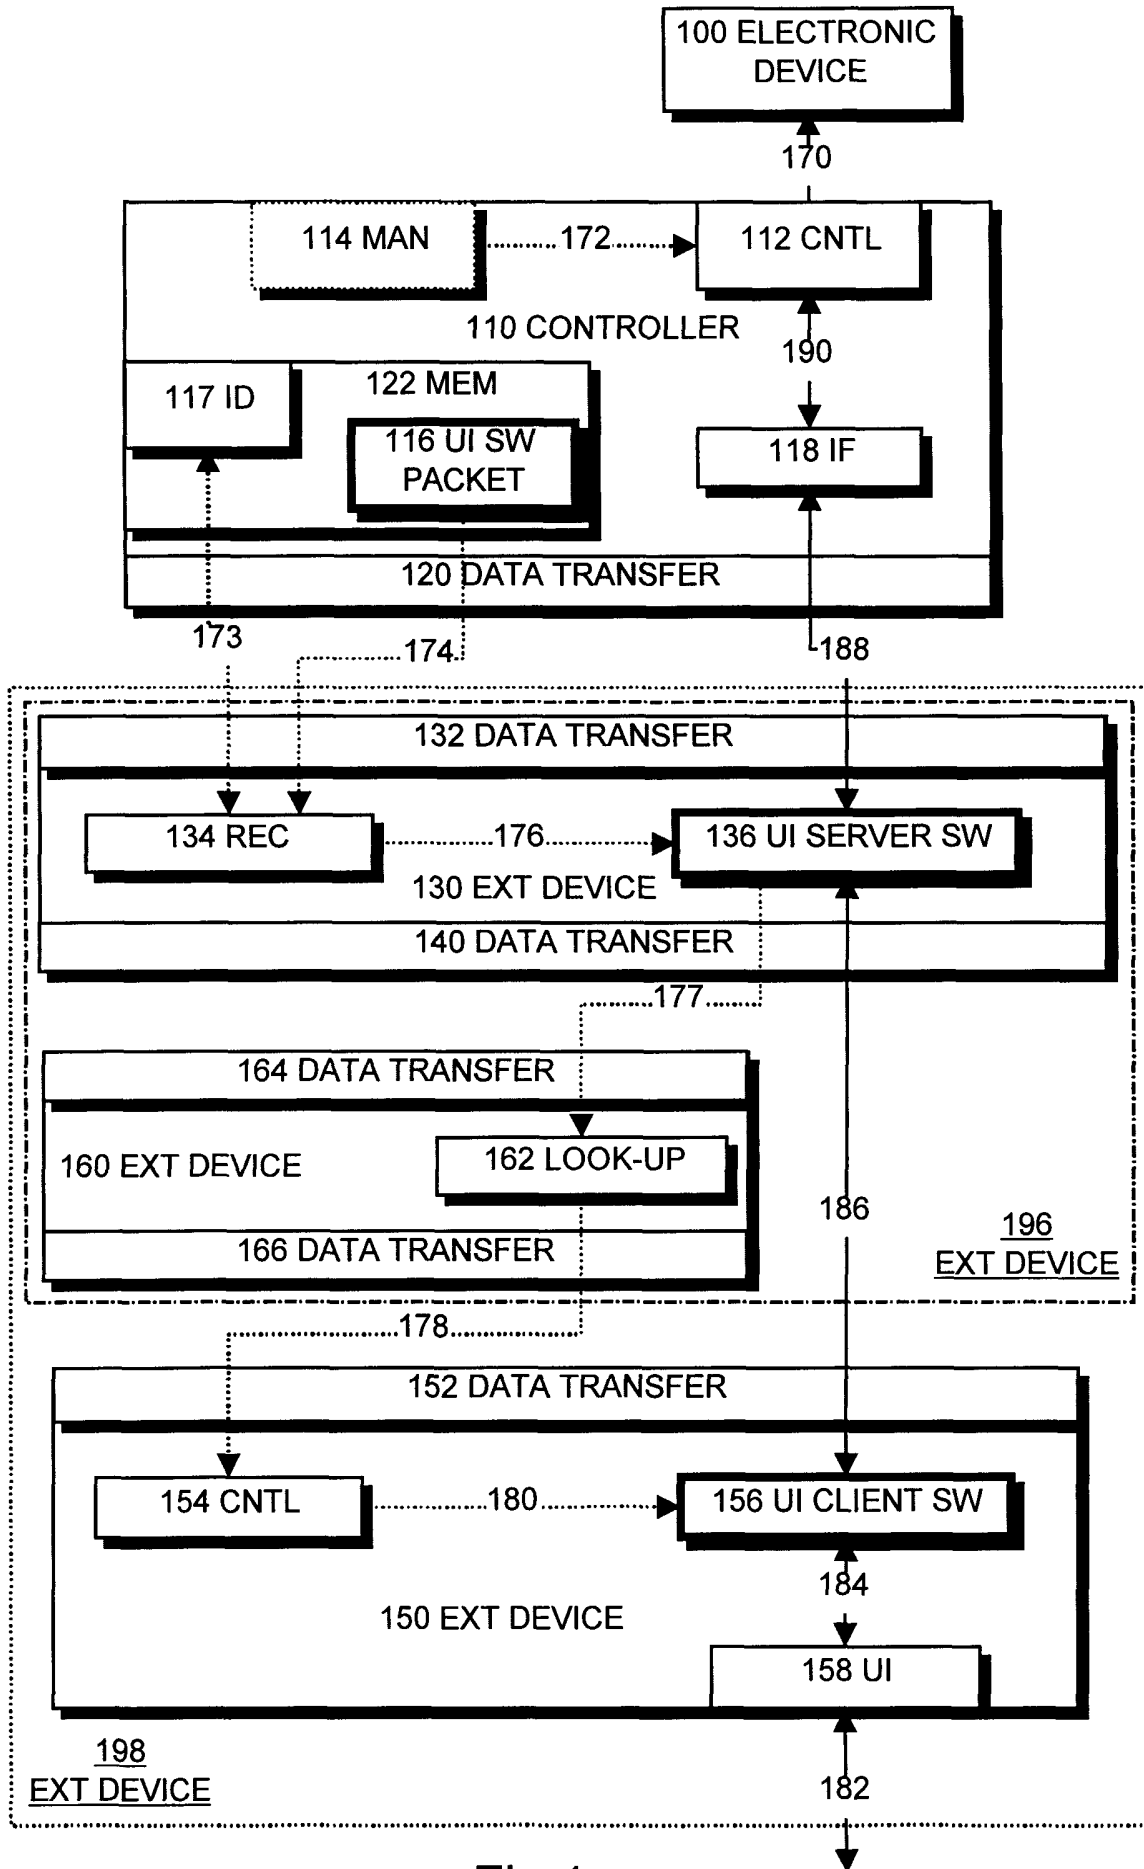 100 ELECTRONIC
DEVICE
170
114 MAN
172
112 CNTL
110 CONTROLLER
190
117 ID
122 MEM
116 UI SW
PACKET
118 IF
120 DATA TRANSFER
173
174
188
132 DATA TRANSFER
134 REC
176
136 UI SERVER SW
130 EXT DEVICE
140 DATA TRANSFER
177
164 DATA TRANSFER
160 EXT DEVICE
162 LOOK-UP
186
196
EXT DEVICE
166 DATA TRANSFER
178
152 DATA TRANSFER
154 CNTL
180
156 UI CLIENT SW
184
150 EXT DEVICE
158 UI
198
EXT DEVICE
182